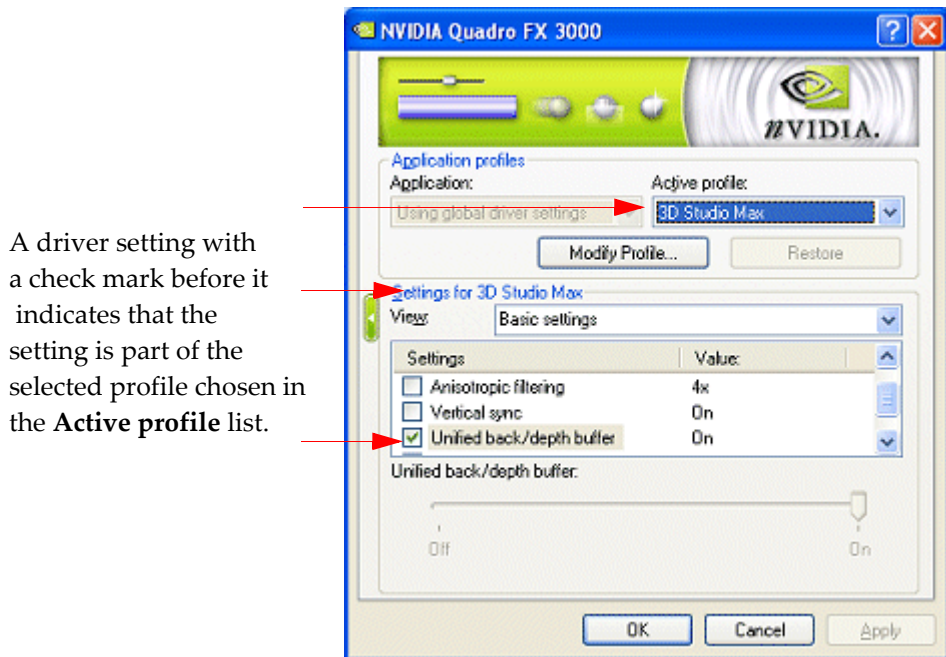 NVIDIA Quadro FX 3000
nVIDIA.
Application profiles
Application:
Active profile:
Using global driver settings
3D Studio Max
Modify Profile...
Restore
A driver setting with
a check mark before it
indicates that the
setting is part of the
selected profile chosen in
the Active profile list.
Settings for 3D Studio Max
View:
Basic settings
Settings
Value:
Anisotropic filtering
4x
Vertical sync
On
Unified back/depth buffer
On
Unified back/depth buffer:
Off
On
OK
Cancel
Apply